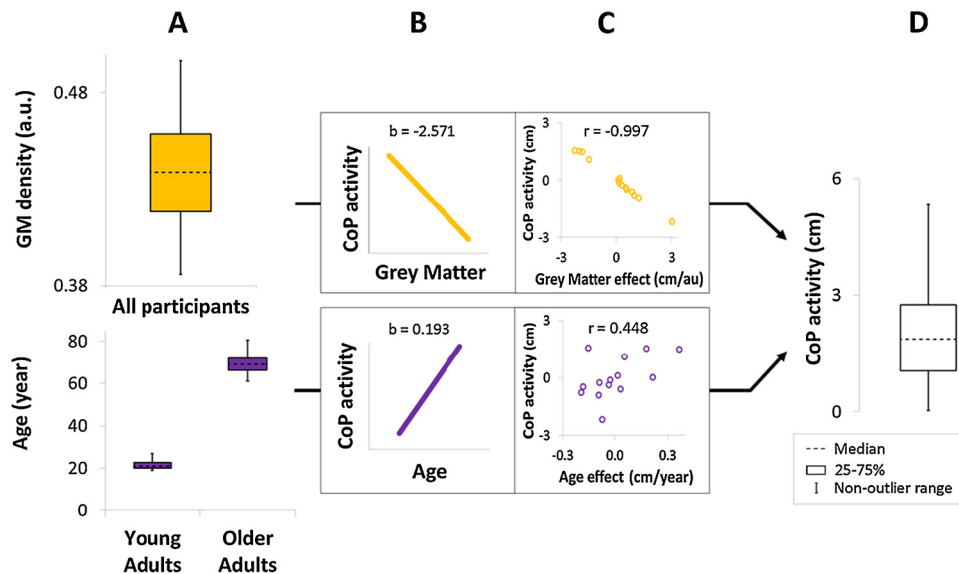 A
B
C
D
GM density (a.u.)
0.48
0.38
All participants
Age (year)
80
60
40
20
0
Young
Adults
Older
Adults
b = -2.571
CoP activity
Grey Matter
r = -0.997
CoP activity (cm)
3
0
-3
-3
0
3
Grey Matter effect (cm/au)
b = 0.193
CoP activity
Age
r = 0.448
CoP activity (cm)
3
0
-3
-0.3
0.0
0.3
Age effect (cm/year)
CoP activity (cm)
6
3
0
Median
25-75%
Non-outlier range